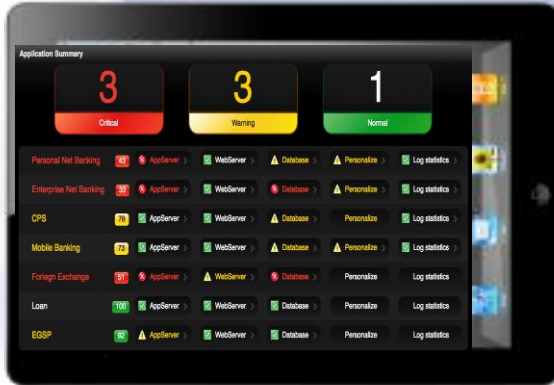 Application Summary
3 3 1
Critical Warning Normal
Personal Net Banking 43 AppServer WebServer Database Personalize Log statistics
Enterprise Net Banking 33 AppServer WebServer Database Personalize Log statistics
CPS 78 AppServer WebServer Database Personalize Log statistics
Mobile Banking 73 AppServer WebServer Database Personalize Log statistics
Foriegn Exchange 51 AppServer WebServer Database Personalize Log statistics
Loan 100 AppServer WebServer Database Personalize Log statistics
EGSP 92 AppServer WebServer Database Personalize Log statistics